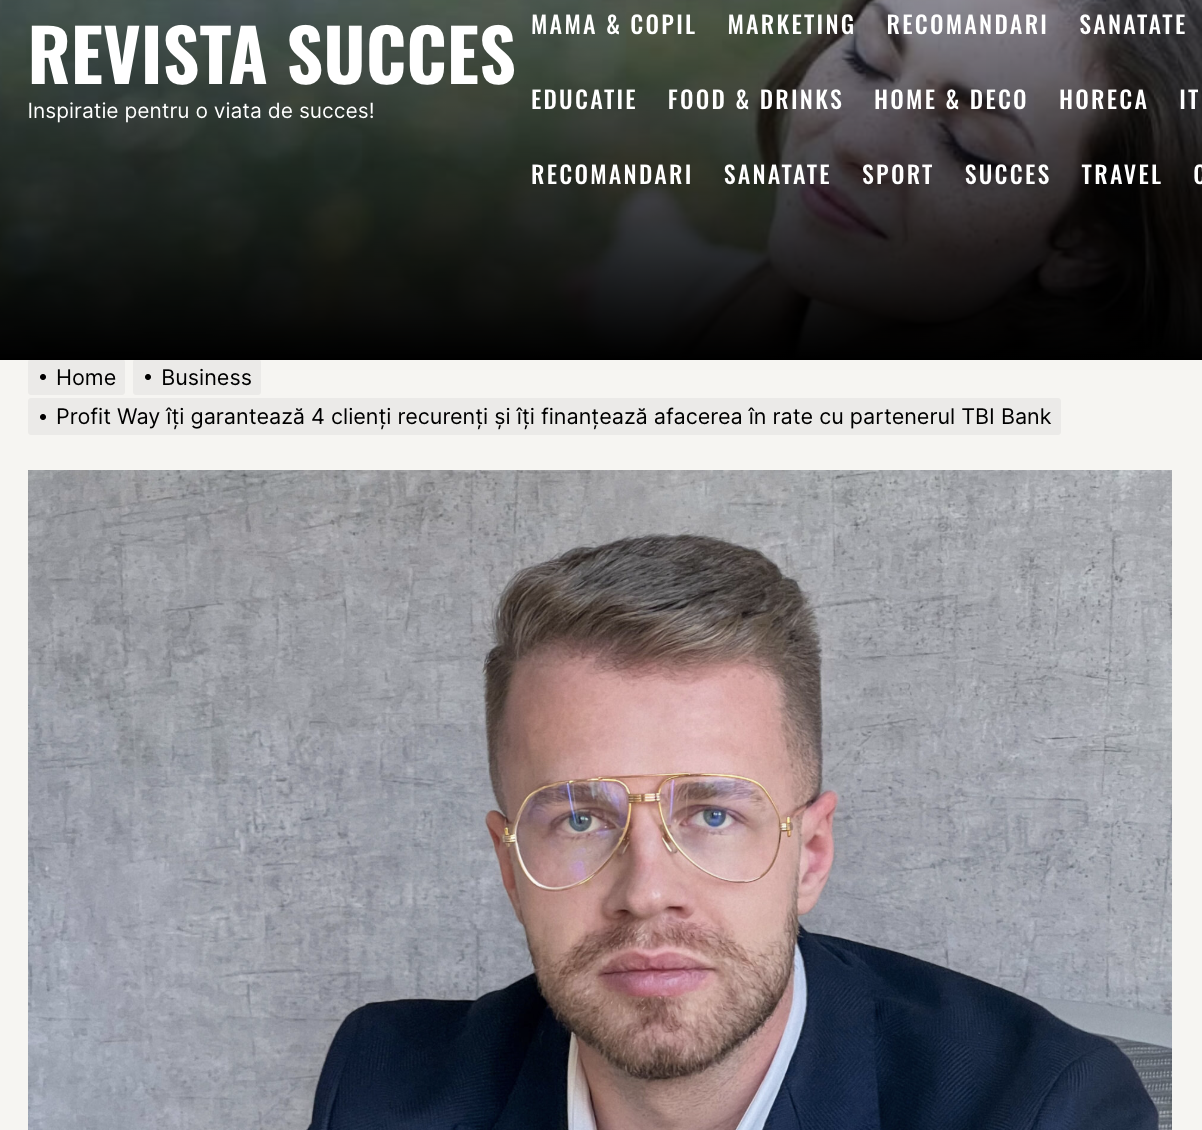 REVISTA SUCCES
Inspiratie pentru o viata de succes!
MAMA & COPIL MARKETING RECOMANDARI SANATATE
EDUCATIE FOOD & DRINKS HOME & DECO HORECA IT
RECOMANDARI SANATATE SPORT SUCCES TRAVEL
• Home • Business
• Profit Way îți garantează 4 clienți recurenți și îți finanțează afacerea în rate cu partenerul TBI Bank